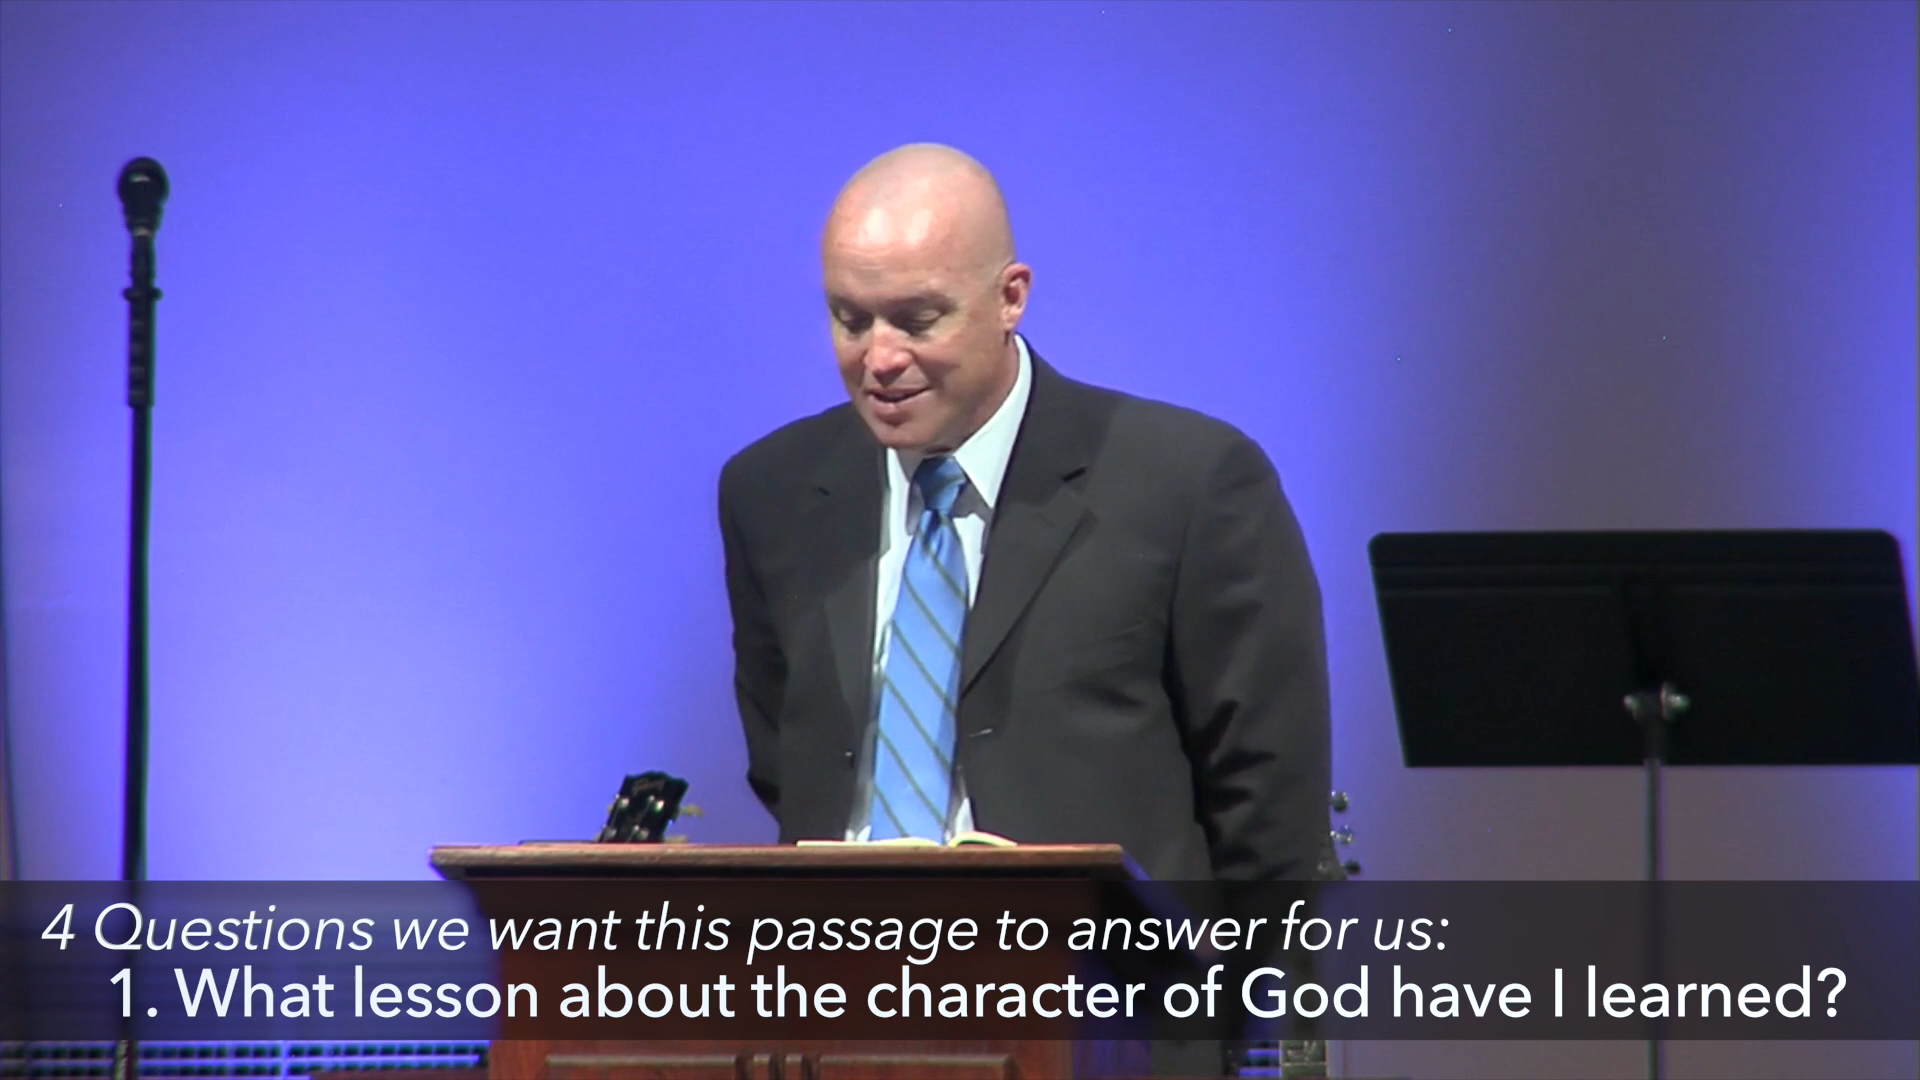 4 Questions we want this passage to answer for us:
1. What lesson about the character of God have I learned?